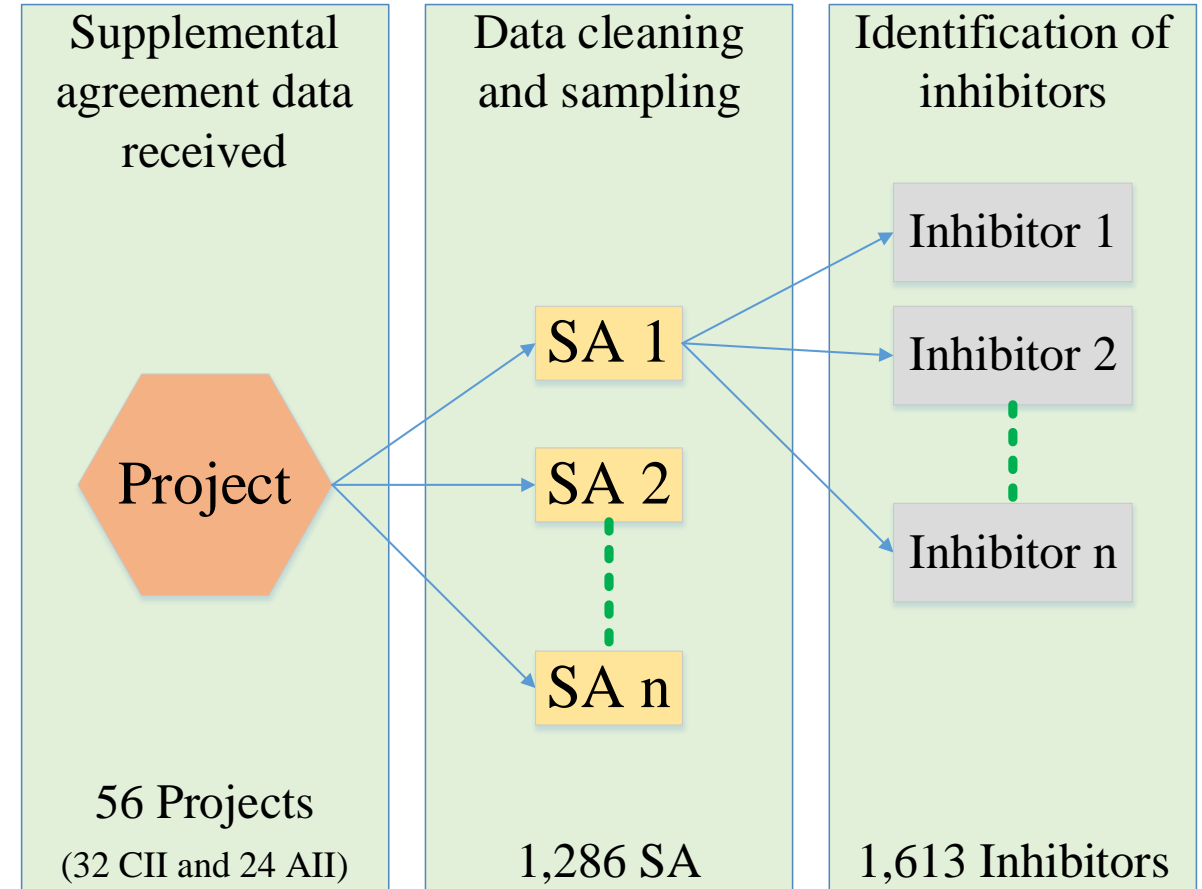 Supplemental
agreement data
received
Project
56 Projects
(32 CII and 24 AII)
Data cleaning
and sampling
SA 1
SA 2
SA n
1,286 SA
Identification of
inhibitors
Inhibitor 1
Inhibitor 2
Inhibitor n
1,613 Inhibitors